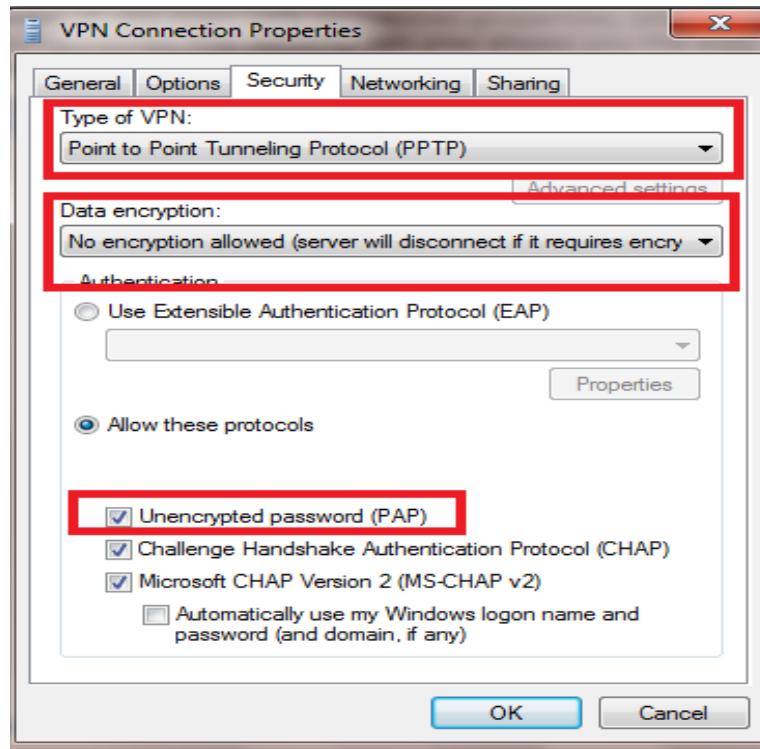 VPN Connection Properties
General Options Security Networking Sharing
Type of VPN:
Point to Point Tunneling Protocol (PPTP)
Advanced settings
Data encryption:
No encryption allowed (server will disconnect if it requires encry
Authentication
Use Extensible Authentication Protocol (EAP)
Properties
Allow these protocols
Unencrypted password (PAP)
Challenge Handshake Authentication Protocol (CHAP)
Microsoft CHAP Version 2 (MS-CHAP v2)
Automatically use my Windows logon name and
password (and domain, if any)
OK Cancel